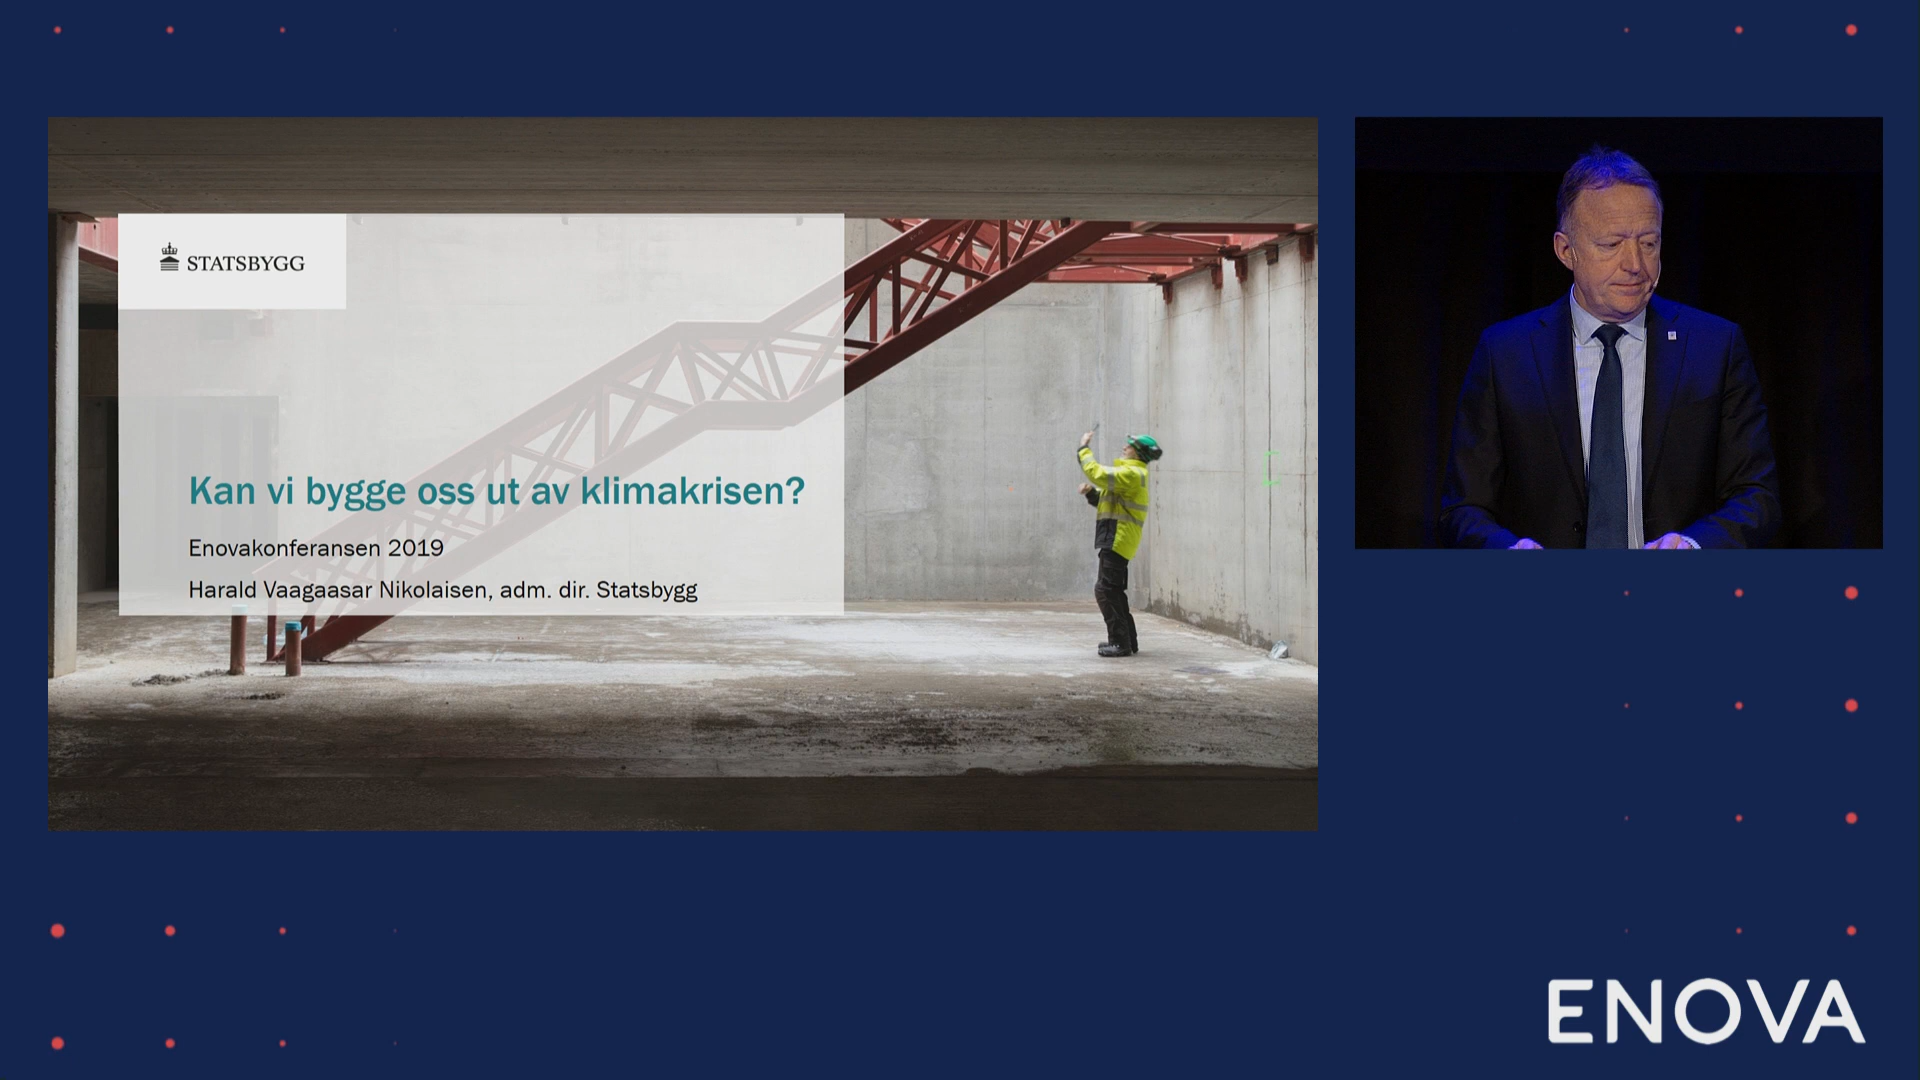 STATSBYGG
Kan vi bygge oss ut av klimakrisen?
Enovakonferansen 2019
Harald Vaagaasar Nikolaisen, adm. dir. Statsbygg
ENOVA